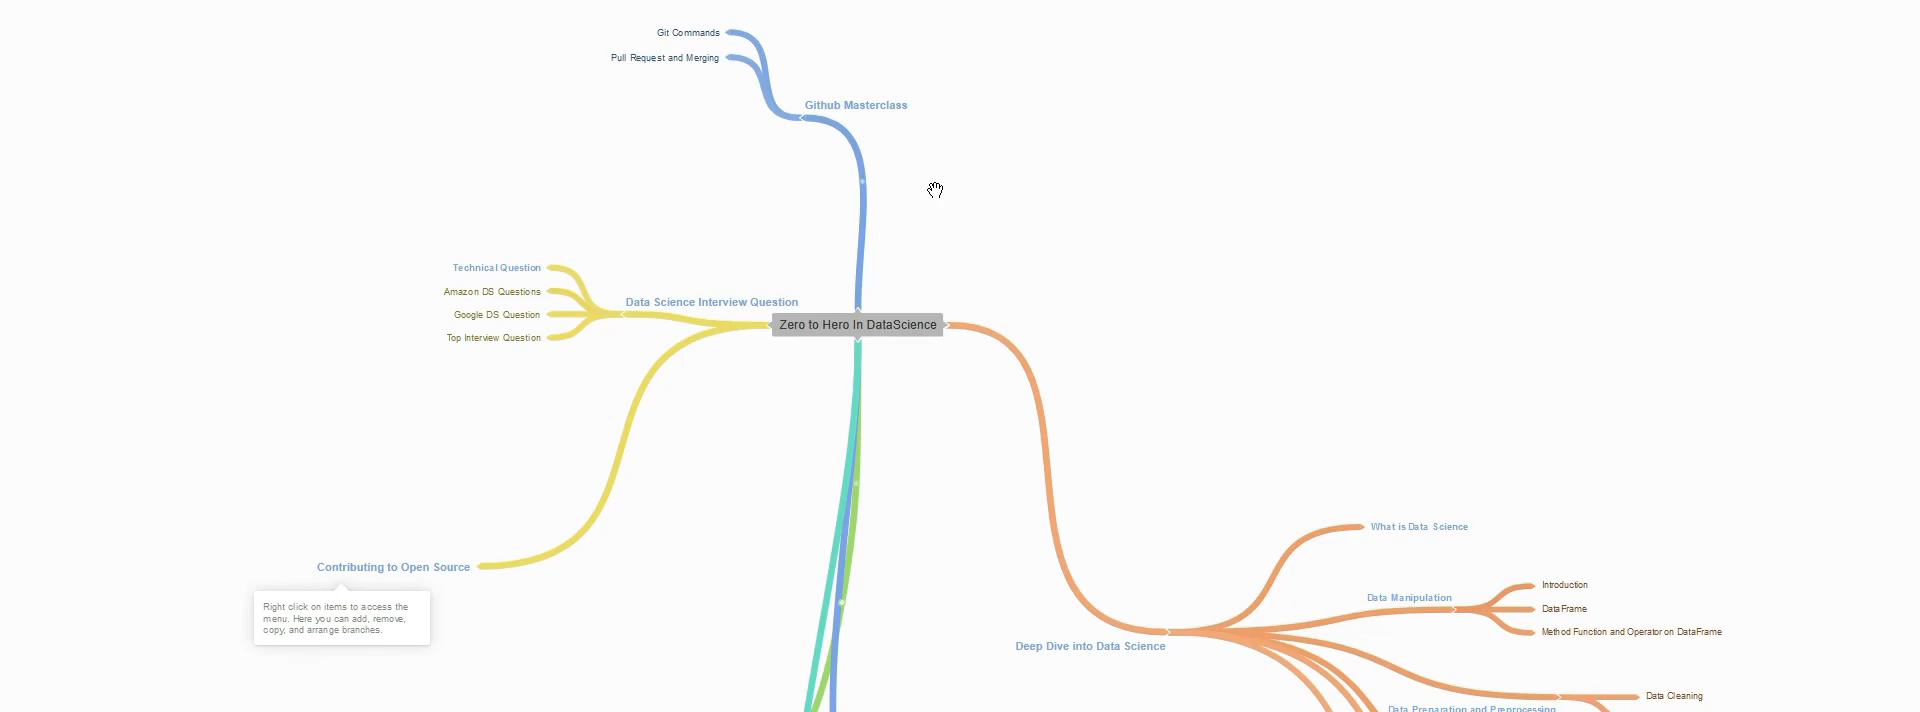 Git Commands
Pull Request and Merging
Github Masterclass
Technical Question
Amazon DS Questions
Data Science Interview Question
Google DS Question
Zero to Hero In DataScience
Top Interview Question
What is Data Science
Contributing to Open Source
Right click on items to access the
menu. Here you can add, remove,
copy, and arrange branches.
Introduction
Data Manipulation
DataFrame
Method Function and Operator on DataFrame
Deep Dive into Data Science
Data Cleaning
Data Preparation and Preprocessing